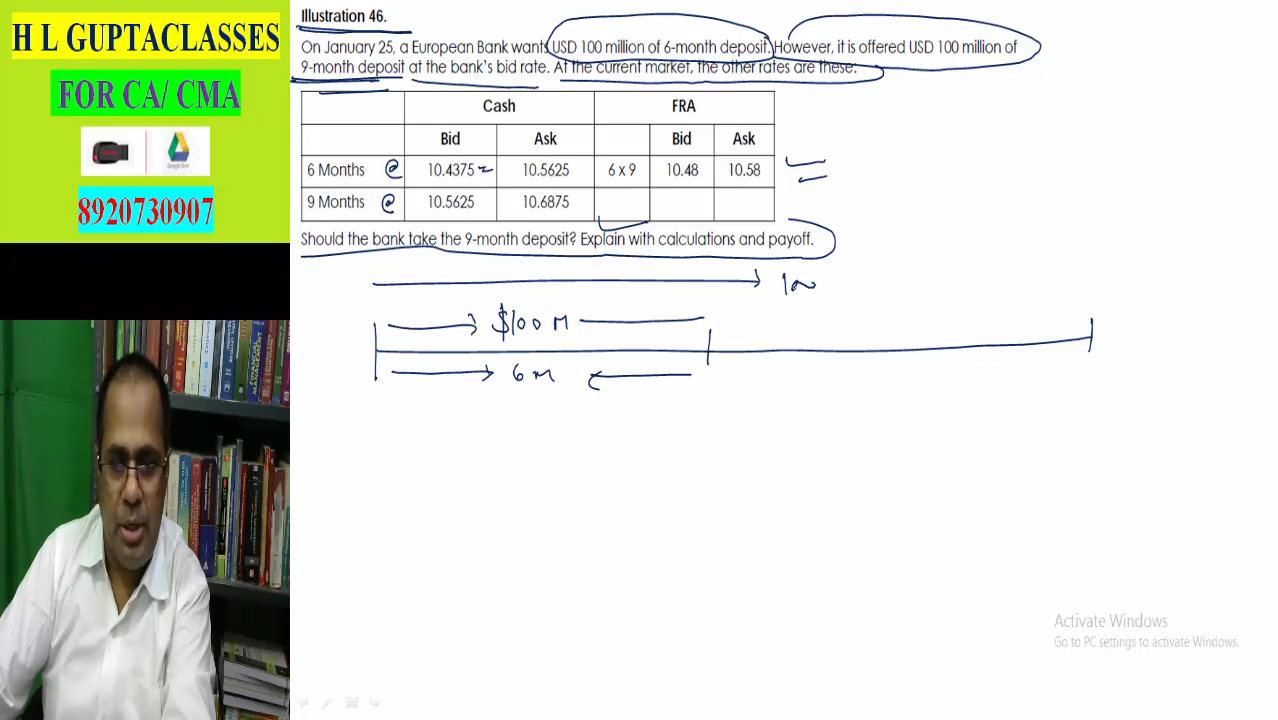 H L GUPTACLASSES
FOR CA/ CMA
8920730907
Illustration 46.
On January 25, a European Bank wants USD 100 million of 6-month deposit. However, it is offered USD 100 million of
9-month deposit at the bank's bid rate. At the current market, the other rates are these:
Cash FRA
Bid Ask Bid Ask
6 Months @ 10.4375 10.5625 6 x 9 10.48 10.58
9 Months @ 10.5625 10.6875
Should the bank take the 9-month deposit? Explain with calculations and payoff.
$100 M
6 M
Activate Windows
Go to PC settings to activate Windows.